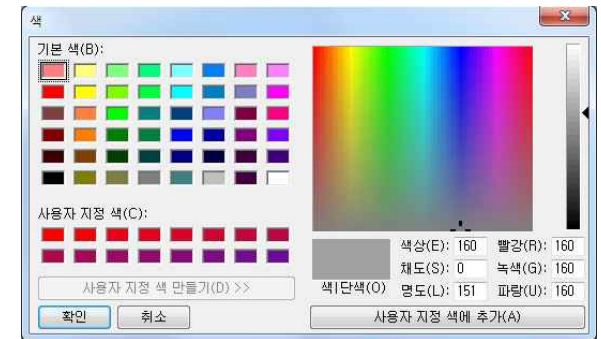 색
기본 색(B):
사용자 지정 색(C):
색상(E): 160 빨강(R): 160
채도(S): 0 녹색(G): 160
색|단색(O) 명도(L): 151 파랑(U): 160
사용자 지정 색 만들기(D) >>
확인 취소 사용자 지정 색에 추가(A)